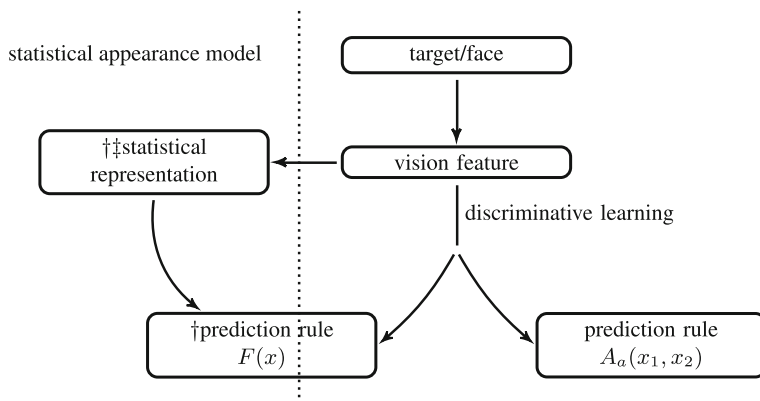 statistical appearance model
target/face
†‡statistical
representation
vision feature
discriminative learning
†prediction rule
F(x)
prediction rule
A_a(x_1, x_2)